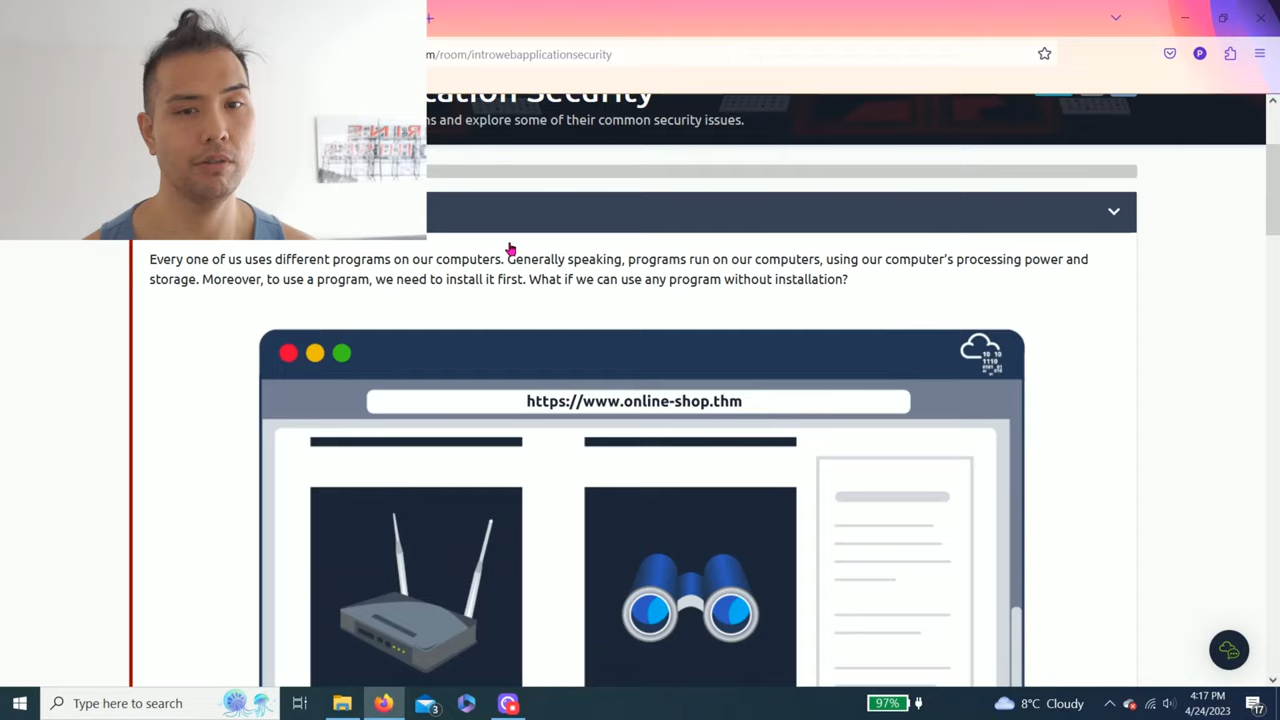 m/room/introwebapplicationsecurity
cation Security
ns and explore some of their common security issues.
Every one of us uses different programs on our computers. Generally speaking, programs run on our computers, using our computer's processing power and
storage. Moreover, to use a program, we need to install it first. What if we can use any program without installation?
https://www.online-shop.thm
Type here to search
3
97%
8°C Cloudy
4:17 PM
4/24/2023
17